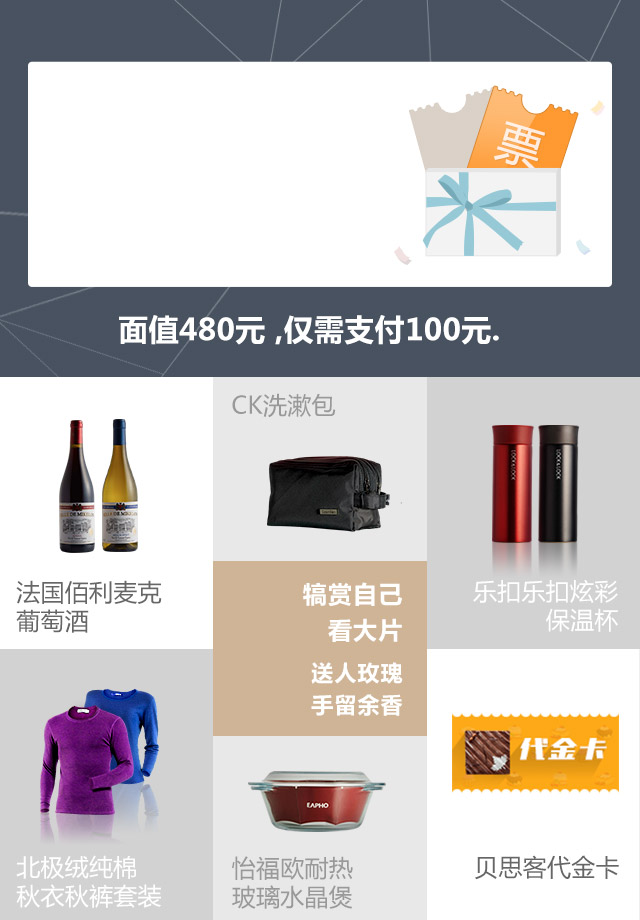 票
面值480元 ,仅需支付100元.
CK洗漱包
LOCK&LOCK
LOCK&LOCK
法国佰利麦克
葡萄酒
犒赏自己
看大片
送人玫瑰
手留余香
乐扣乐扣炫彩
保温杯
代金卡
北极绒纯棉
秋衣秋裤套装
EAPHO
怡福欧耐热
玻璃水晶煲
贝思客代金卡